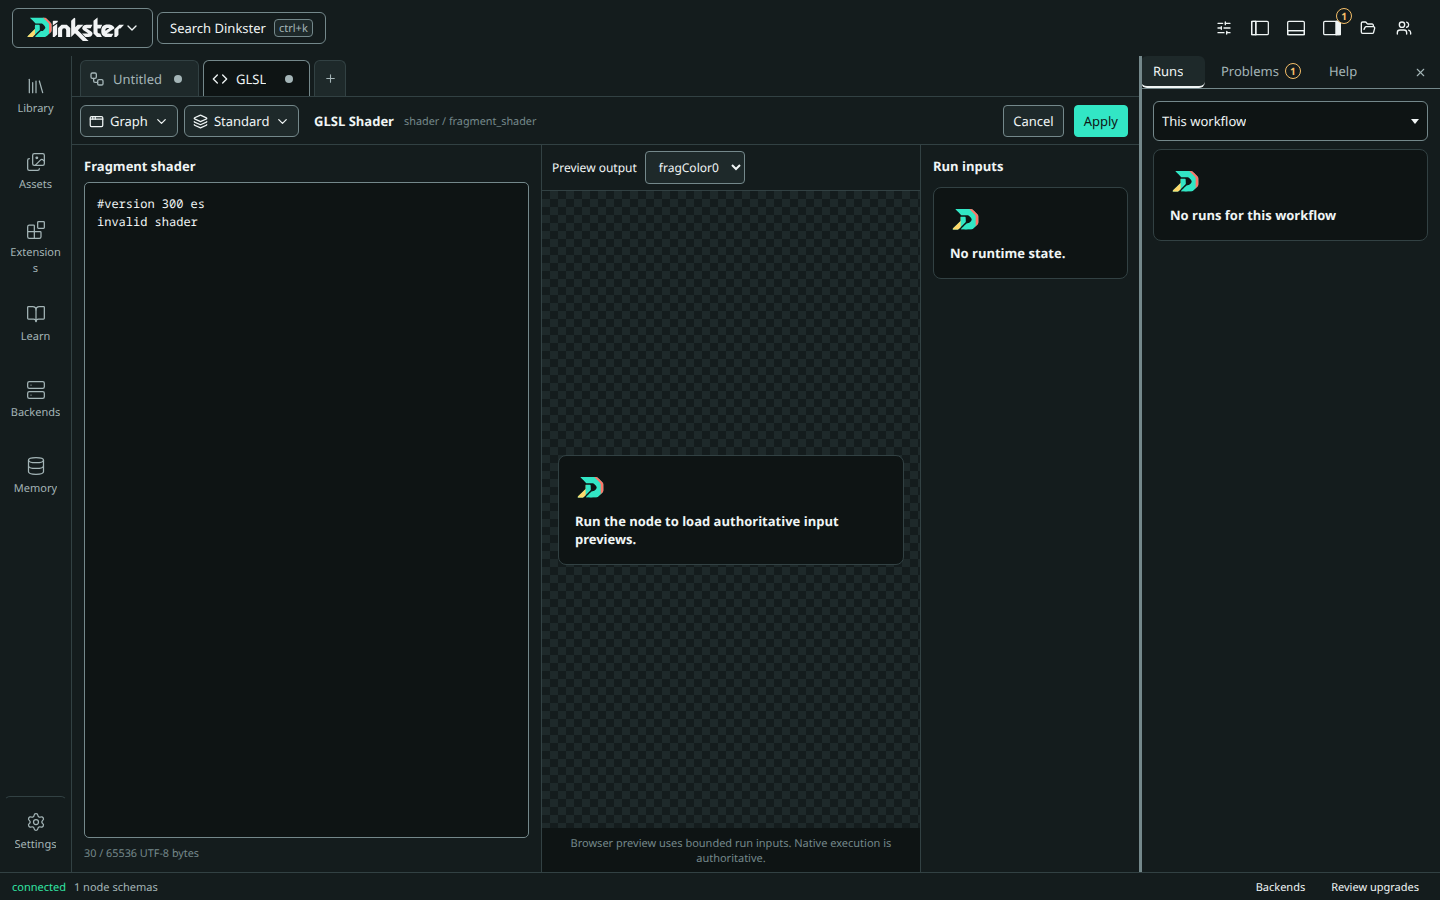 Dinkster
Search Dinkster ctrl+k
1
Library
Assets
Extension
s
Learn
Backends
Memory
Settings
Untitled
GLSL
+
Graph
Standard
GLSL Shader shader / fragment_shader
Cancel
Apply
Fragment shader
#version 300 es
invalid shader
30 / 65536 UTF-8 bytes
Preview output fragColor0
Run the node to load authoritative input
previews.
Browser preview uses bounded run inputs. Native execution is
authoritative.
Run inputs
No runtime state.
Runs
Problems 1
Help
This workflow
No runs for this workflow
connected 1 node schemas
Backends
Review upgrades